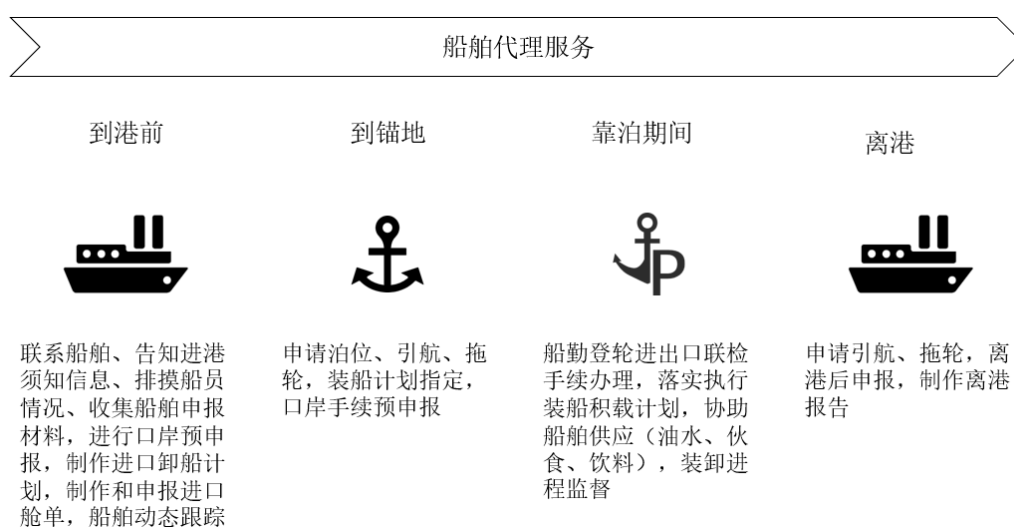 船舶代理服务
到港前
到锚地
靠泊期间
离港
P
联系船舶、告知进港
须知信息、排摸船员
情况、收集船舶申报
材料，进行口岸预申
报，制作进口卸船计
划，制作和申报进口
舱单，船舶动态跟踪
申请泊位、引航、拖
轮，装船计划指定，
口岸手续预申报
船勤登轮进出口联检
手续办理，落实执行
装船积载计划，协助
船舶供应（油水、伙
食、饮料），装卸进
程监督
申请引航、拖轮，离
港后申报，制作离港
报告